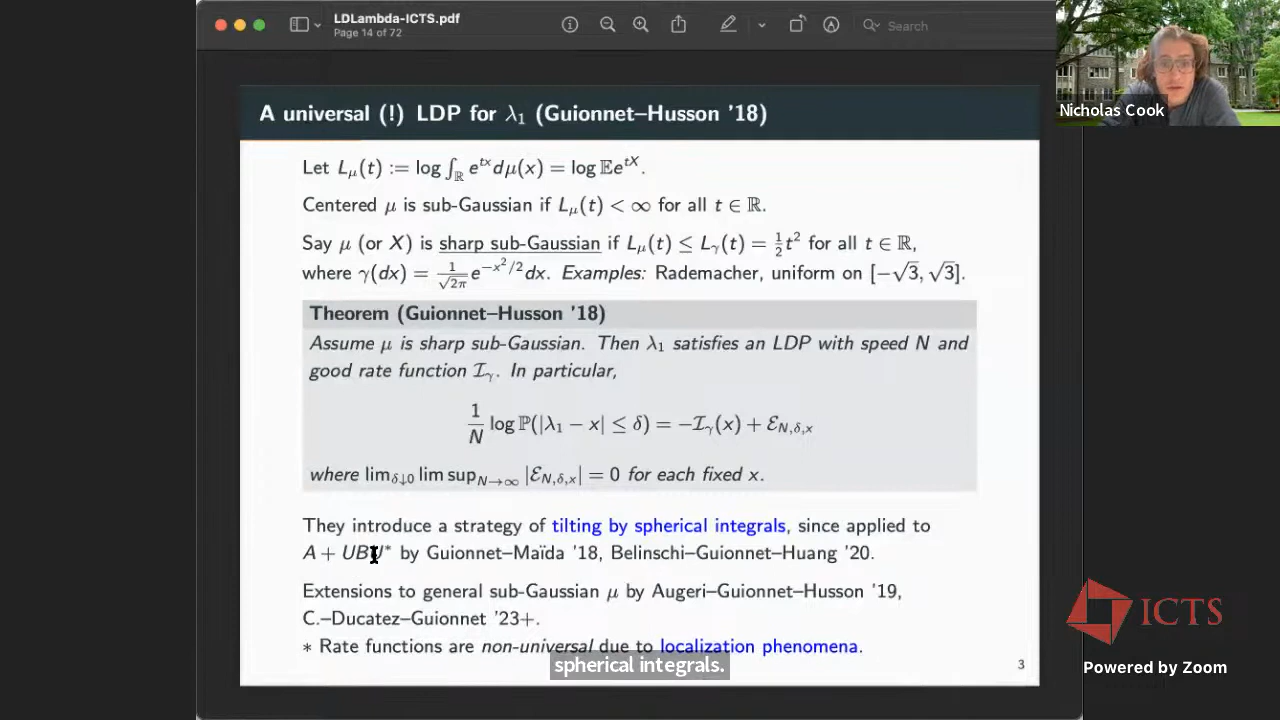 LDLambda-ICTS.pdf
Page 14 of 72
Search
Nicholas Cook
A universal (!) LDP for λ₁ (Guionnet–Husson '18)
Let L_μ(t) := log ∫_ℝ e^{tx} dμ(x) = log 𝔼e^{tX}.
Centered μ is sub-Gaussian if L_μ(t) < ∞ for all t ∈ ℝ.
Say μ (or X) is sharp sub-Gaussian if L_μ(t) ≤ L_γ(t) = ½t² for all t ∈ ℝ,
where γ(dx) = 1/√2π e^{−x²/2}dx. Examples: Rademacher, uniform on [−√3, √3].
Theorem (Guionnet–Husson '18)
Assume μ is sharp sub-Gaussian. Then λ₁ satisfies an LDP with speed N and
good rate function 𝓘_γ. In particular,
1/N log ℙ(|λ₁ − x| ≤ δ) = −𝓘_γ(x) + 𝓔_{N,δ,x}
where lim_{δ↓0} lim sup_{N→∞} |𝓔_{N,δ,x}| = 0 for each fixed x.
They introduce a strategy of tilting by spherical integrals, since applied to
A + UBU* by Guionnet–Maïda '18, Belinschi–Guionnet–Huang '20.
Extensions to general sub-Gaussian μ by Augeri–Guionnet–Husson '19,
C.–Ducatez–Guionnet '23+.
∗ Rate functions are non-universal due to localization phenomena.
spherical integrals.
3
ICTS
Powered by Zoom